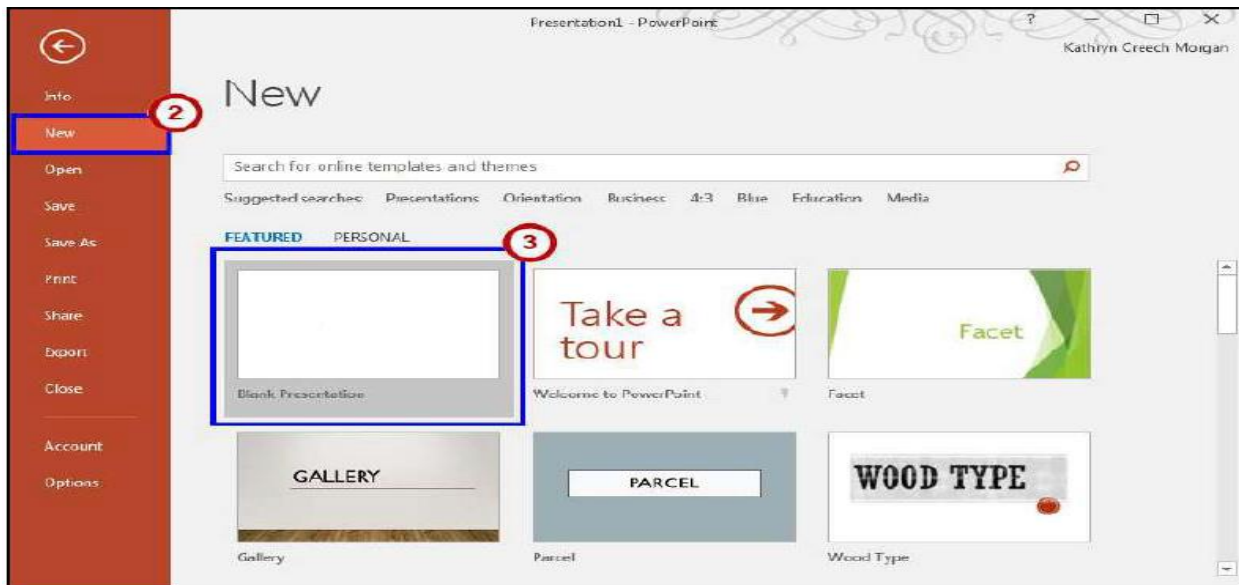 Presentation1 - PowerPoint ?
Kathryn Creech Morgan
Info
New
Open
Save
Save As
Print
Share
Export
Close
Account
Options
2
New
Search for online templates and themes
Suggested searches: Presentations Orientation Business 4:3 Blue Education Media
FEATURED PERSONAL
3
Blank Presentation
Take a
tour
Welcome to PowerPoint
Facet
Facet
GALLERY
Gallery
PARCEL
Parcel
WOOD TYPE
Wood Type